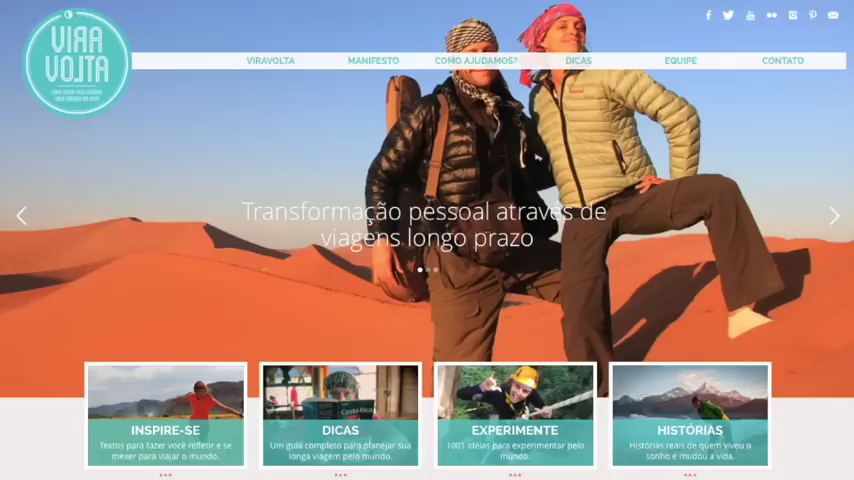 VIRA
VOLTA
VIRAVOLTA
MANIFESTO
COMO AJUDAMOS?
DICAS
EQUIPE
CONTATO
Transformação pessoal através de
viagens longo prazo
Costa Rica
INSPIRE-SE
Textos para fazer você refletir e se
mexer para viajar o mundo.
DICAS
Um guia completo para planejar sua
longa viagem pelo mundo.
EXPERIMENTE
1001 idéias para experimentar pelo
mundo.
HISTÓRIAS
Histórias reais de quem viveu o
sonho e mudou a vida.